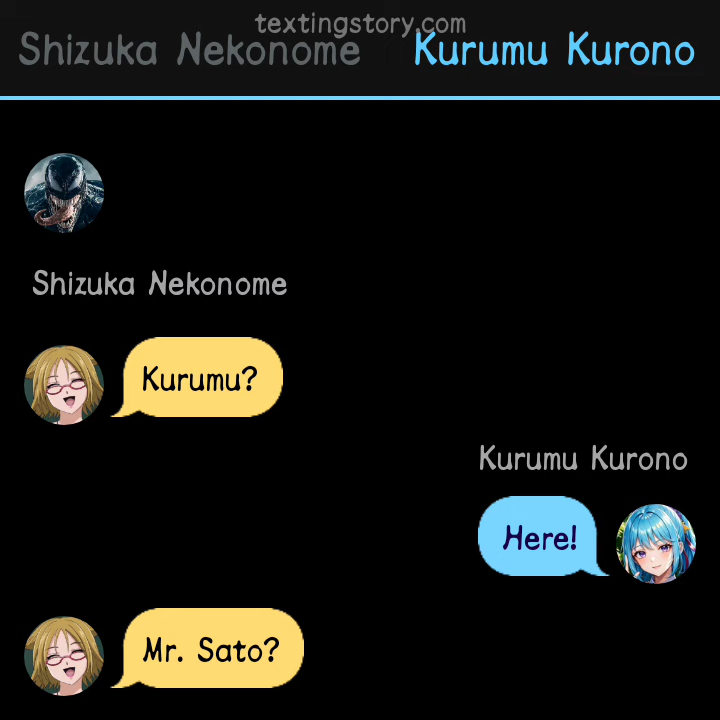 textingstory.com
Shizuka Nekonome Kurumu Kurono
Shizuka Nekonome
Kurumu?
Kurumu Kurono
Here!
Mr. Sato?